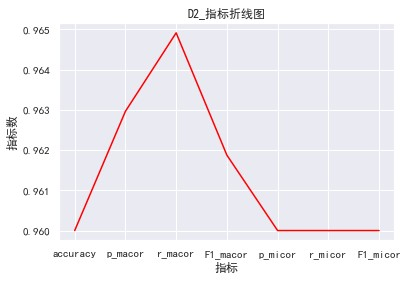 D2_指标折线图
0.965
0.964
0.963
0.962
0.961
0.960
指标数
accuracy p_macor r_macor F1_macor p_micor r_micor F1_micor
指标